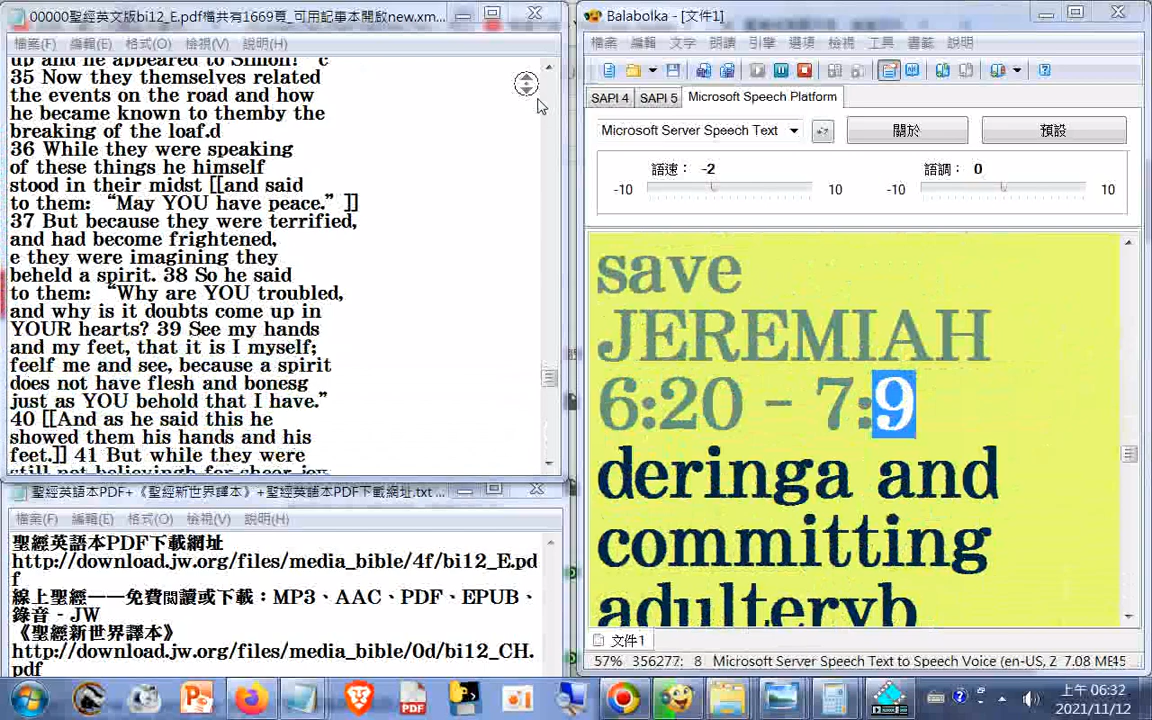 00000聖經英文版bi12_E.pdf檔共有1669頁_可用記事本開啟new.xm...
檔案(F) 編輯(E) 格式(O) 檢視(V) 說明(H)
up and he appeared to Simon!" c
35 Now they themselves related
the events on the road and how
he became known to themby the
breaking of the loaf.d
36 While they were speaking
of these things he himself
stood in their midst [[and said
to them: “May YOU have peace.” ]]
37 But because they were terrified,
and had become frightened,
e they were imagining they
beheld a spirit. 38 So he said
to them: “Why are YOU troubled,
and why is it doubts come up in
YOUR hearts? 39 See my hands
and my feet, that it is I myself;
feelf me and see, because a spirit
does not have flesh and bonesg
just as YOU behold that I have.”
40 [[And as he said this he
showed them his hands and his
feet.]] 41 But while they were
still not believingh for sheer joy
聖經英語本PDF+《聖經新世界譯本》+聖經英語本PDF下載網址.txt ...
檔案(F) 編輯(E) 格式(O) 檢視(V) 說明(H)
聖經英語本PDF下載網址
http://download.jw.org/files/media_bible/4f/bi12_E.pd
f
線上聖經——免費閱讀或下載：MP3、AAC、PDF、EPUB、
錄音 - JW
《聖經新世界譯本》
http://download.jw.org/files/media_bible/0d/bi12_CH.
pdf
Balabolka - [文件1]
檔案 編輯 文字 朗讀 引擎 選項 檢視 工具 書籤 說明
SAPI 4 SAPI 5 Microsoft Speech Platform
Microsoft Server Speech Text 關於 預設
語速： -2 語調： 0
-10 10 -10 10
save
JEREMIAH
6:20 – 7:9
deringa and
committing
adulteryb
文件1
57% 356277: 8 Microsoft Server Speech Text to Speech Voice (en-US, Z 7.08 ME45
上午 06:32
2021/11/12